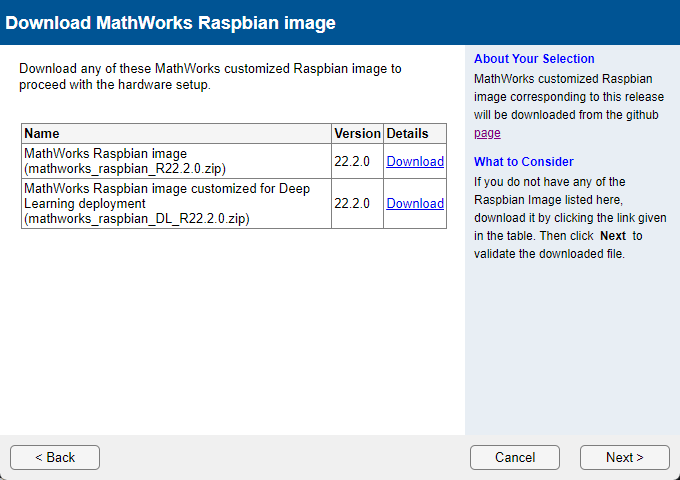 Download MathWorks Raspbian image
Download any of these MathWorks customized Raspbian image to
proceed with the hardware setup.
Name Version Details
MathWorks Raspbian image
(mathworks_raspbian_R22.2.0.zip) 22.2.0 Download
MathWorks Raspbian image customized for Deep
Learning deployment 22.2.0 Download
(mathworks_raspbian_DL_R22.2.0.zip)
About Your Selection
MathWorks customized Raspbian
image corresponding to this release
will be downloaded from the github
page
What to Consider
If you do not have any of the
Raspbian Image listed here,
download it by clicking the link given
in the table. Then click Next to
validate the downloaded file.
< Back
Cancel
Next >